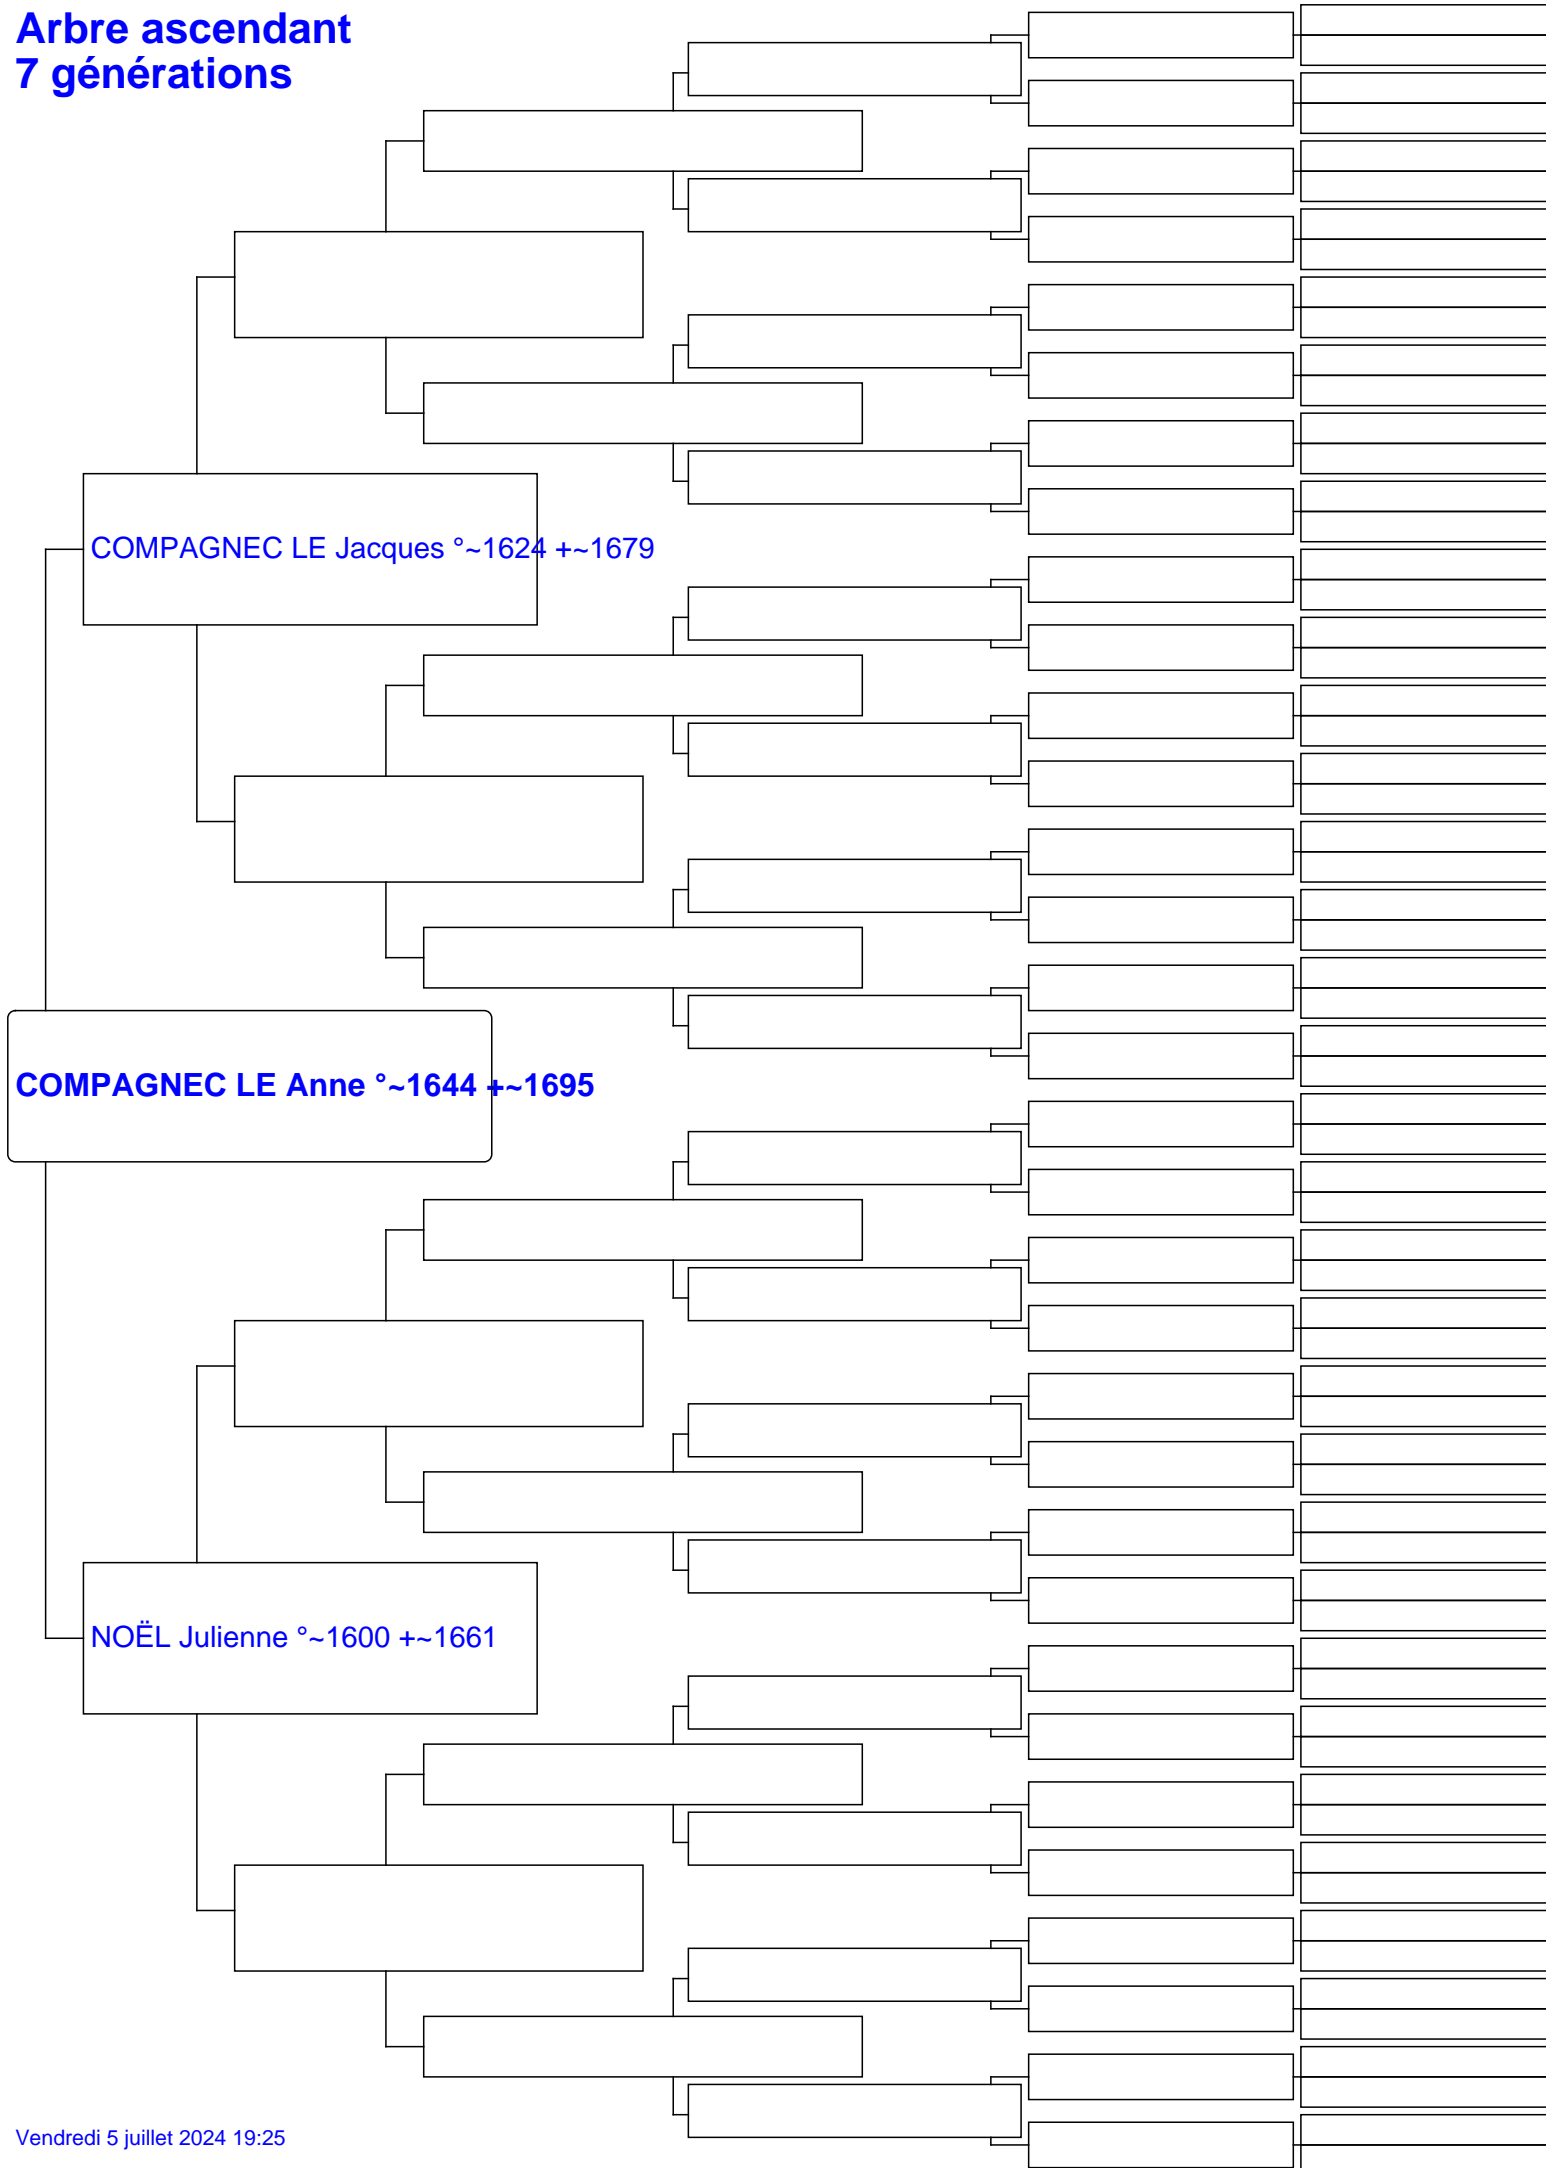 Arbre ascendant
7 générations
COMPAGNEC LE Jacques °~1624 +~1679
COMPAGNEC LE Anne °~1644 +~1695
NOËL Julienne °~1600 +~1661
Vendredi 5 juillet 2024 19:25